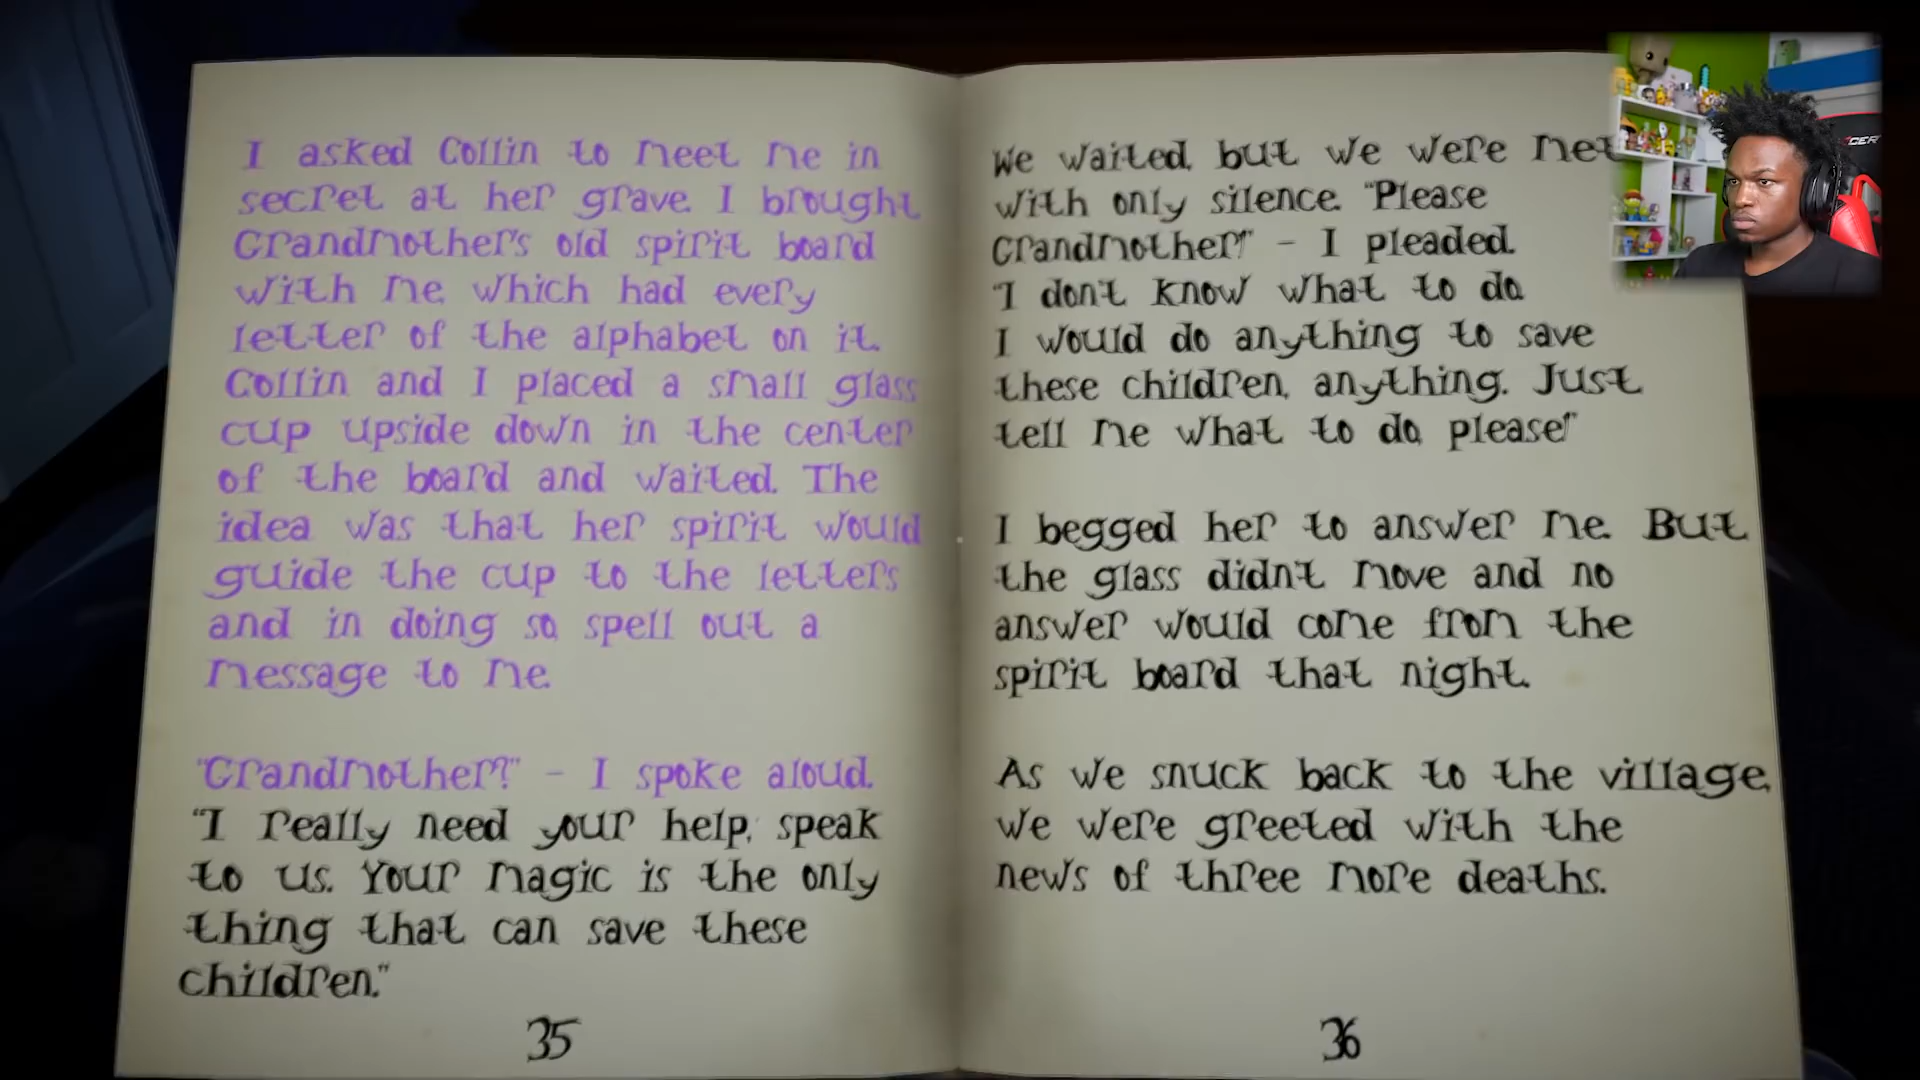 I asked Collin to meet me in
secret at her grave. I brought
Grandmother's old spirit board
with me, which had every
letter of the alphabet on it.
Collin and I placed a small glass
cup upside down in the center
of the board and waited. The
idea was that her spirit would
guide the cup to the letters
and in doing so, spell out a
message to me.
"Grandmother?" - I spoke aloud.
"I really need your help, speak
to us. Your magic is the only
thing that can save these
children."
35
We waited, but we were met
with only silence. "Please
Grandmother!" - I pleaded.
"I don't know what to do.
I would do anything to save
these children, anything. Just
tell me what to do, please!"
I begged her to answer me. But
the glass didn't move and no
answer would come from the
spirit board that night.
As we snuck back to the village,
we were greeted with the
news of three more deaths.
36